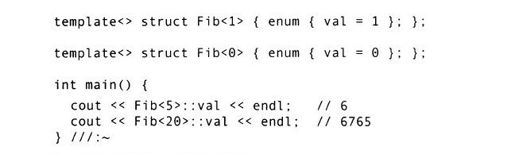 template<> struct Fib<1> { enum { val = 1 }; };
template<> struct Fib<0> { enum { val = 0 }; };
int main() {
cout << Fib<5>::val << endl; // 6
cout << Fib<20>::val << endl; // 6765
} ///:~